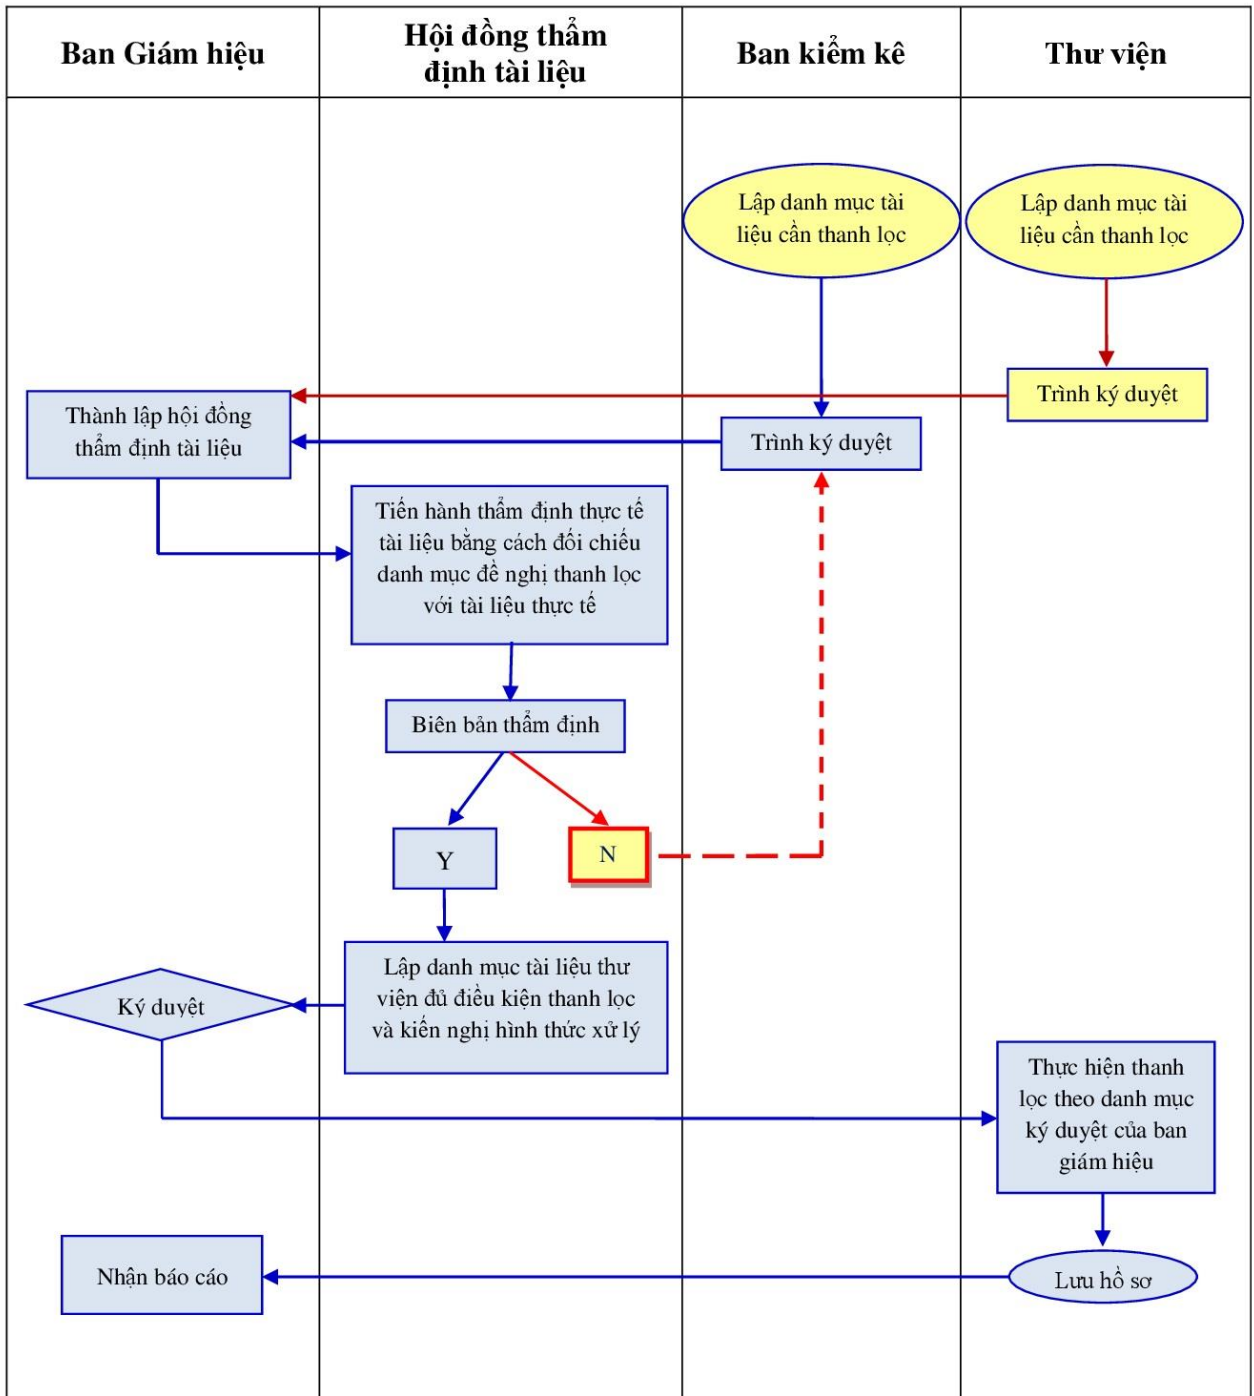 Ban Giám hiệu
Hội đồng thẩm
định tài liệu
Ban kiểm kê
Thư viện
Lập danh mục tài
liệu cần thanh lọc
Lập danh mục tài
liệu cần thanh lọc
Trình ký duyệt
Thành lập hội đồng
thẩm định tài liệu
Trình ký duyệt
Tiến hành thẩm định thực tế
tài liệu bằng cách đối chiếu
danh mục đề nghị thanh lọc
với tài liệu thực tế
Biên bản thẩm định
Y
N
Lập danh mục tài liệu thư
viện đủ điều kiện thanh lọc
và kiến nghị hình thức xử lý
Ký duyệt
Thực hiện thanh
lọc theo danh mục
ký duyệt của ban
giám hiệu
Nhận báo cáo
Lưu hồ sơ